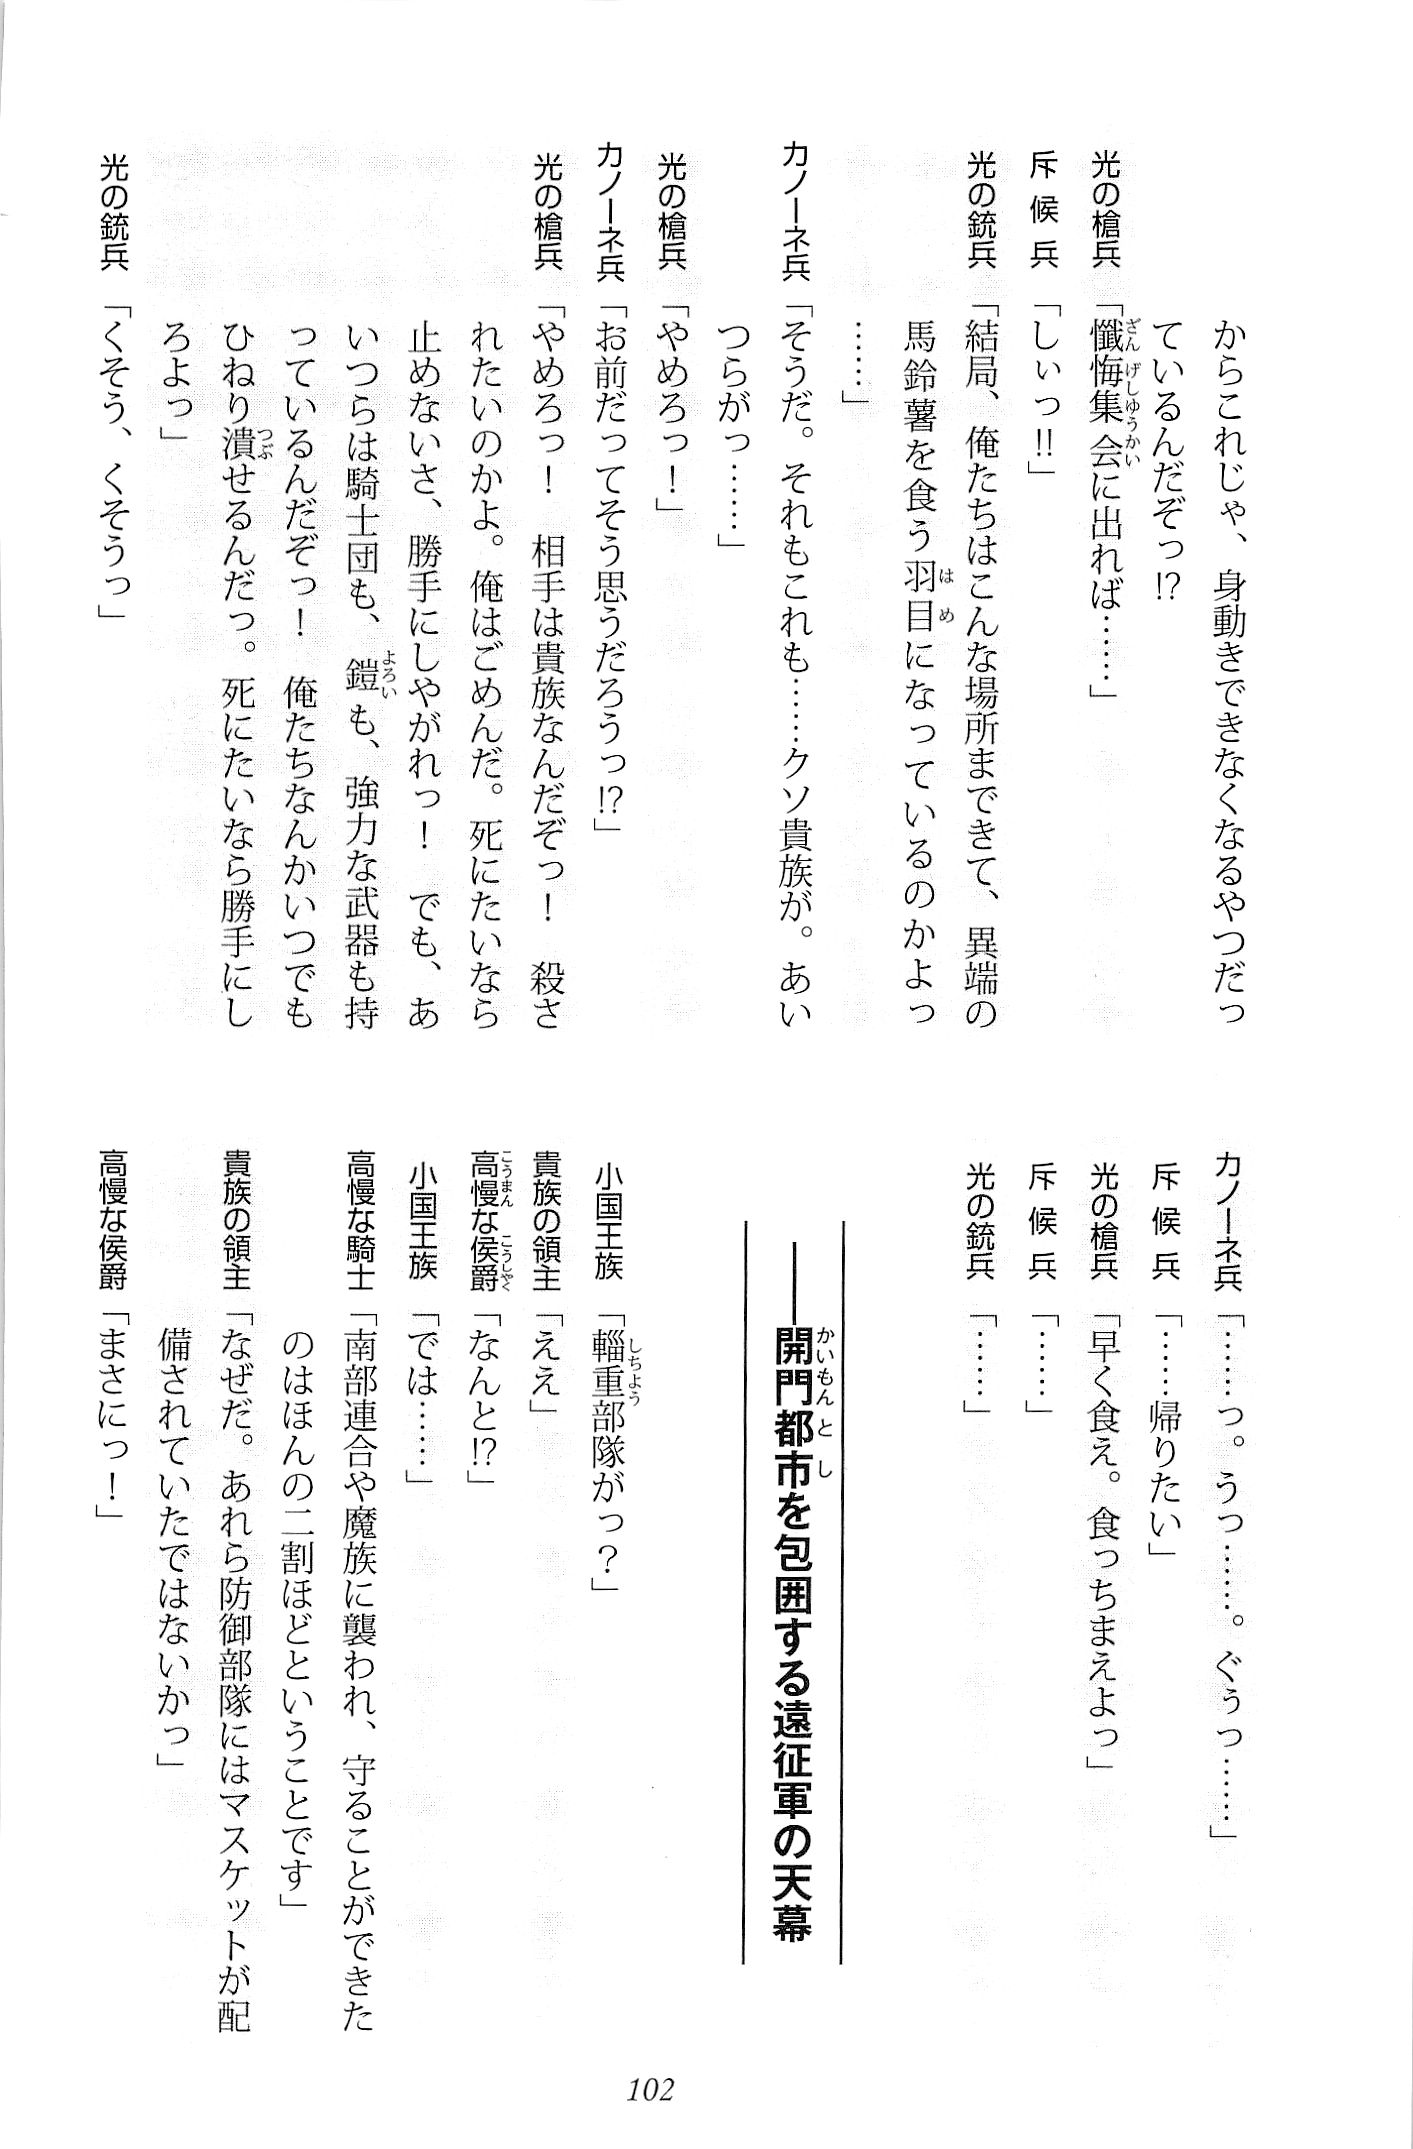 からこれじゃ、身動きできなくなるやつだっ
ているんだぞっ!?
光の槍兵「懺悔集会に出れば……」
斥候兵「しぃっ!!」
光の銃兵「結局、俺たちはこんな場所まできて、異端の
馬鈴薯を食う羽目になっているのかよっ
……」
カノーネ兵「そうだ。それもこれも……クソ貴族が。あい
つらがっ……」
光の槍兵「やめろっ！」
カノーネ兵「お前だってそう思うだろうっ!?」
光の槍兵「やめろっ！　相手は貴族なんだぞっ！　殺さ
れたいのかよ。俺はごめんだ。死にたいなら
止めないさ、勝手にしやがれっ！　でも、あ
いつらは騎士団も、鎧も、強力な武器も持
っているんだぞっ！　俺たちなんかいつでも
ひねり潰せるんだっ。死にたいなら勝手にし
ろよっ」
光の銃兵「くそう、くそうっ」
カノーネ兵「……っ。うっ……。ぐぅっ……」
斥候兵「……帰りたい」
光の槍兵「早く食え。食っちまえよっ」
斥候兵「……」
光の銃兵「……」
――開門都市を包囲する遠征軍の天幕
小国王族「輜重部隊がっ？」
貴族の領主「ええ」
高慢な侯爵「なんと!?」
小国王族「では……」
高慢な騎士「南部連合や魔族に襲われ、守ることができた
のはほんの二割ほどということです」
貴族の領主「なぜだ。あれら防御部隊にはマスケットが配
備されていたではないかっ」
高慢な侯爵「まさにっ！」
102